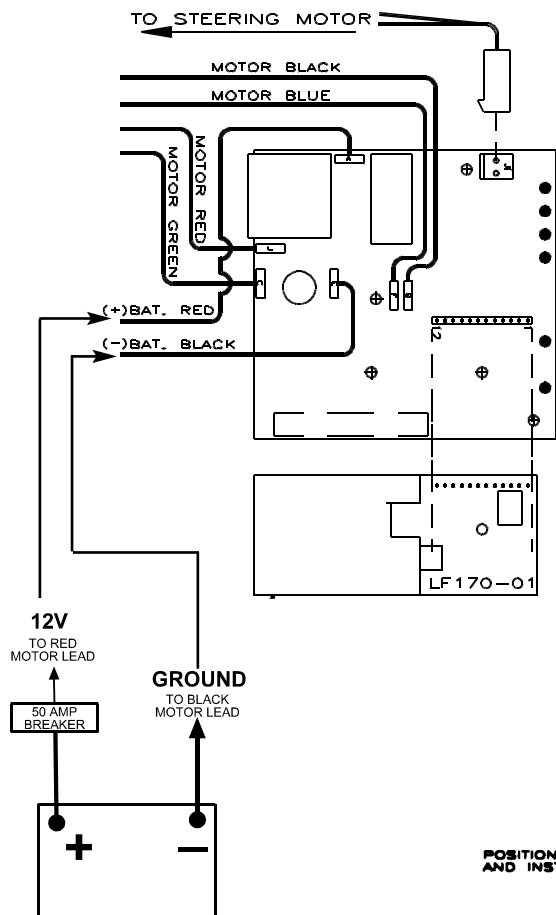 TO STEERING MOTOR
MOTOR BLACK
MOTOR BLUE
MOTOR RED
MOTOR GREEN
(+)BAT. RED
(-)BAT. BLACK
12
1
LF170-01
12V
TO RED
MOTOR LEAD
GROUND
TO BLACK
MOTOR LEAD
50 AMP
BREAKER
+
−
POSITION
AND INST